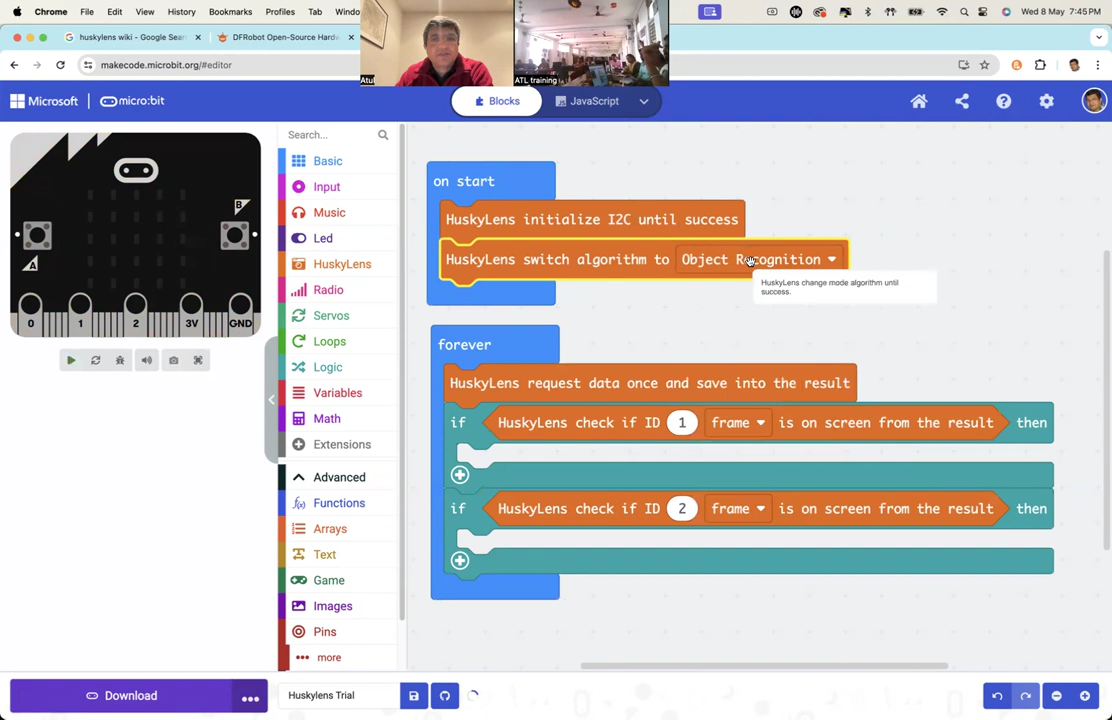 Chrome File Edit View History Bookmarks Profiles Tab Windo Wed 8 May 7:45 PM
huskylens wiki - Google Sear DFRobot Open-Source Hardw
makecode.microbit.org/#editor
Atul ATL training
Microsoft micro:bit Blocks JavaScript
Search...
Basic
Input
Music
Led
HuskyLens
Radio
Servos
Loops
Logic
Variables
Math
Extensions
Advanced
Functions
Arrays
Text
Game
Images
Pins
more
B
A
0 1 2 3V GND
on start
HuskyLens initialize I2C until success
HuskyLens switch algorithm to Object Recognition
HuskyLens change mode algorithm until
success.
forever
HuskyLens request data once and save into the result
if HuskyLens check if ID 1 frame is on screen from the result then
if HuskyLens check if ID 2 frame is on screen from the result then
Download Huskylens Trial